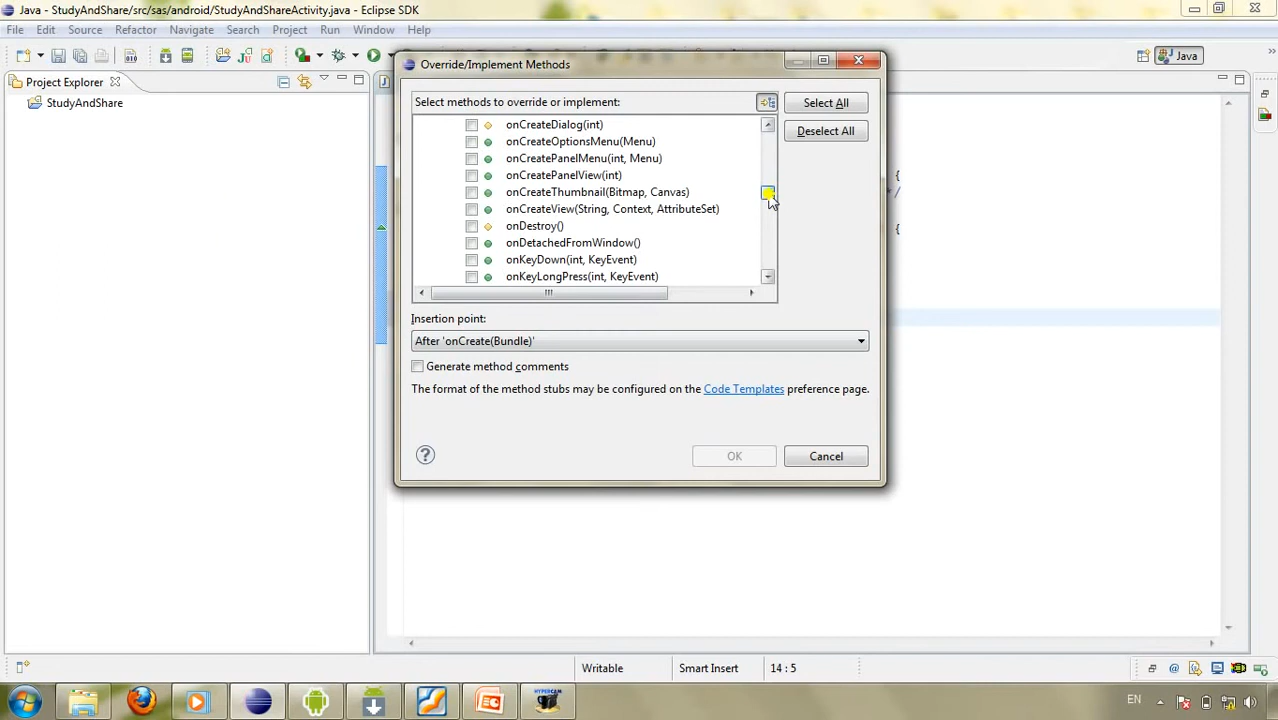 Java - StudyAndShare/src/sas/android/StudyAndShareActivity.java - Eclipse SDK
File Edit Source Refactor Navigate Search Project Run Window Help
Java
Project Explorer
StudyAndShare
Override/Implement Methods
Select methods to override or implement:
Select All
Deselect All
onCreateDialog(int)
onCreateOptionsMenu(Menu)
onCreatePanelMenu(int, Menu)
onCreatePanelView(int)
onCreateThumbnail(Bitmap, Canvas)
onCreateView(String, Context, AttributeSet)
onDestroy()
onDetachedFromWindow()
onKeyDown(int, KeyEvent)
onKeyLongPress(int, KeyEvent)
{
*/
{
Insertion point:
After 'onCreate(Bundle)'
Generate method comments
The format of the method stubs may be configured on the Code Templates preference page.
OK Cancel
Writable Smart Insert 14 : 5
HYPERCAM
EN